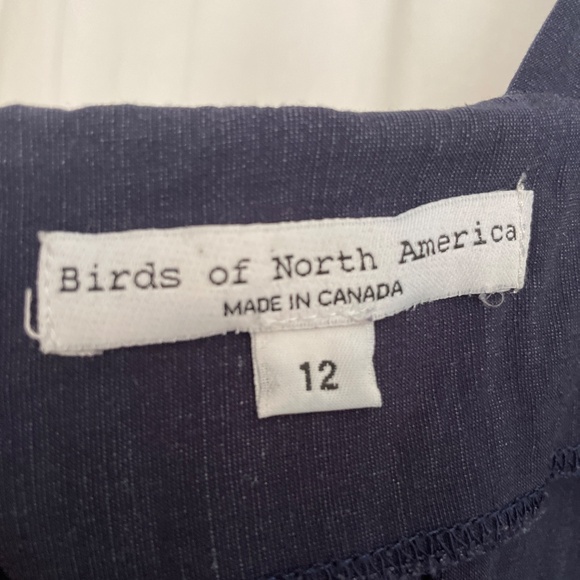 Birds of North America
MADE IN CANADA
12